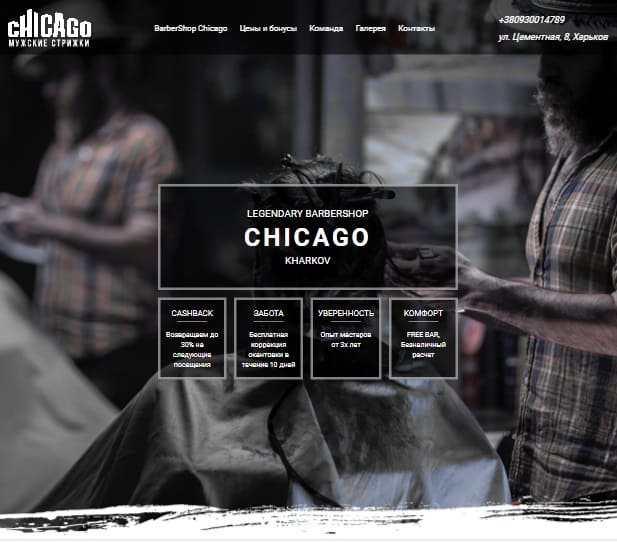 CHICAGO
МУЖСКИЕ СТРИЖКИ
BarberShop Chicago Цены и бонусы Команда Галерея Контакты
+380930014789
ул. Цементная, 8, Харьков
LEGENDARY BARBERSHOP
CHICAGO
KHARKOV
CASHBACK
Возвращаем до
30% на
следующие
посещения
ЗАБОТА
Бесплатная
коррекция
окантовки в
течение 10 дней
УВЕРЕННОСТЬ
Опыт мастеров
от 3х лет
КОМФОРТ
FREE BAR,
Безналичный
расчет